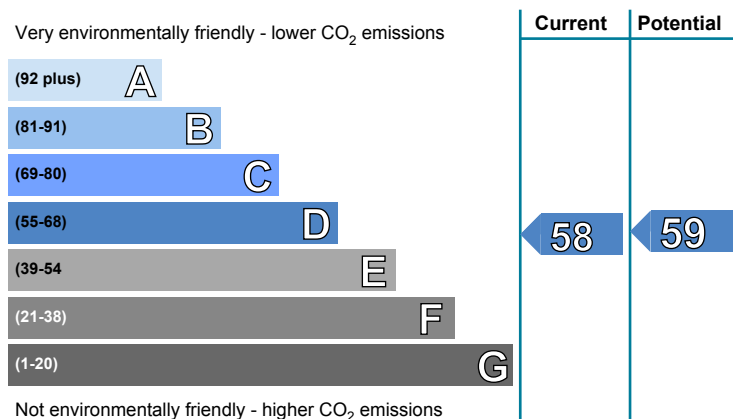 Very environmentally friendly - lower CO₂ emissions
Current
Potential
(92 plus) A
(81-91) B
(69-80) C
(55-68) D
58
59
(39-54 E
(21-38) F
(1-20) G
Not environmentally friendly - higher CO₂ emissions